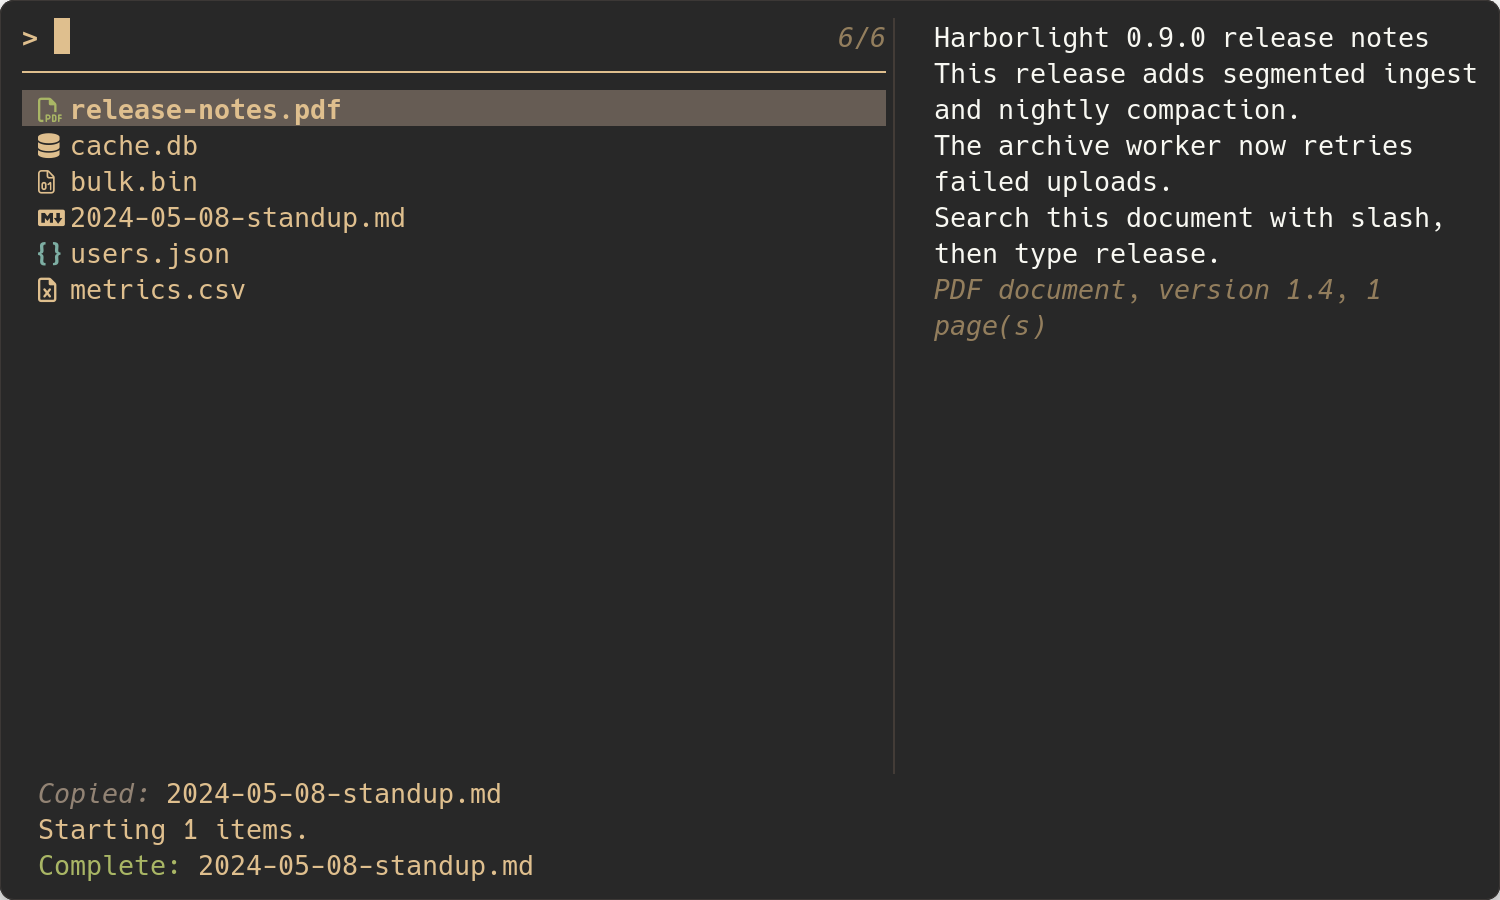 > 6/6
release-notes.pdf
cache.db
bulk.bin
2024-05-08-standup.md
users.json
metrics.csv
Harborlight 0.9.0 release notes
This release adds segmented ingest
and nightly compaction.
The archive worker now retries
failed uploads.
Search this document with slash,
then type release.
PDF document, version 1.4, 1
page(s)
Copied: 2024-05-08-standup.md
Starting 1 items.
Complete: 2024-05-08-standup.md